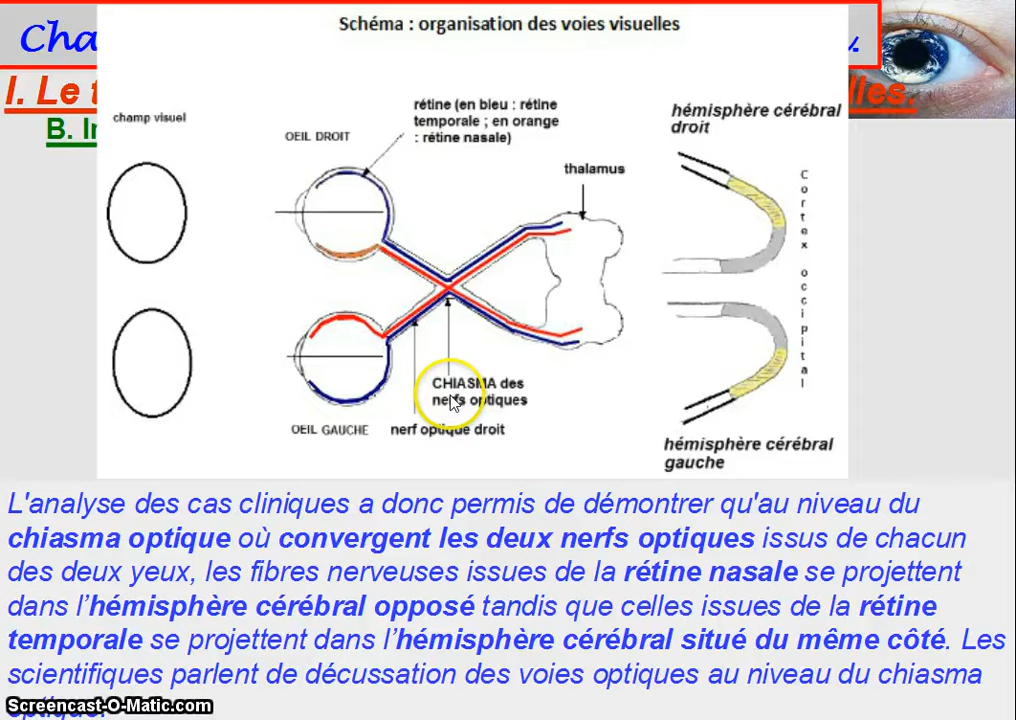 Schéma : organisation des voies visuelles
Cha
I. Le
lles.
B. In
champ visuel
OEIL DROIT
rétine (en bleu : rétine
temporale ; en orange
: rétine nasale)
thalamus
hémisphère cérébral
droit
Cortex occipital
CHIASMA des
nerfs optiques
OEIL GAUCHE
nerf optique droit
hémisphère cérébral
gauche
L'analyse des cas cliniques a donc permis de démontrer qu'au niveau du
chiasma optique où convergent les deux nerfs optiques issus de chacun
des deux yeux, les fibres nerveuses issues de la rétine nasale se projettent
dans l’hémisphère cérébral opposé tandis que celles issues de la rétine
temporale se projettent dans l’hémisphère cérébral situé du même côté. Les
scientifiques parlent de décussation des voies optiques au niveau du chiasma
optique.
Screencast-O-Matic.com